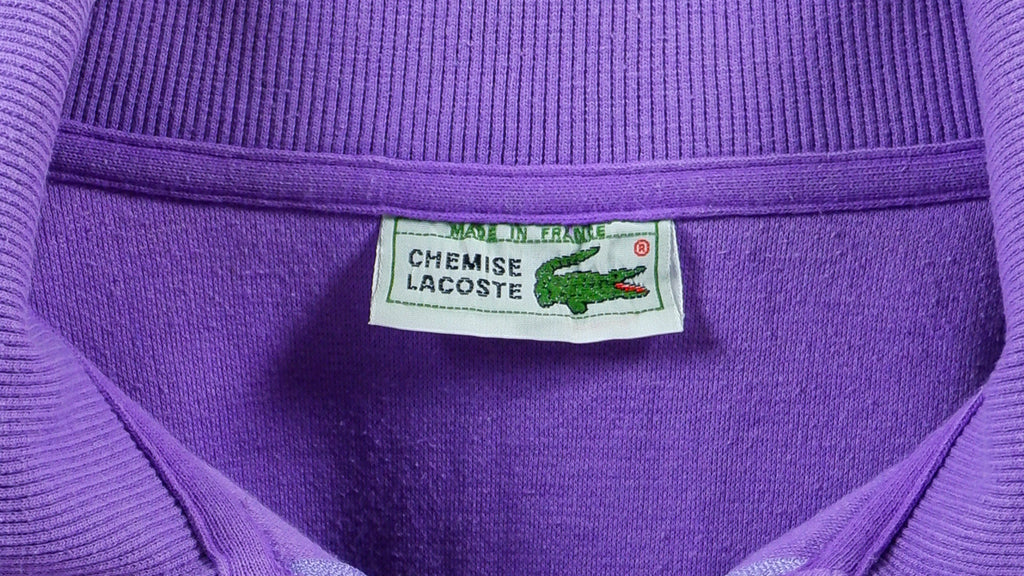 MADE IN FRANCE
CHEMISE
LACOSTE
®